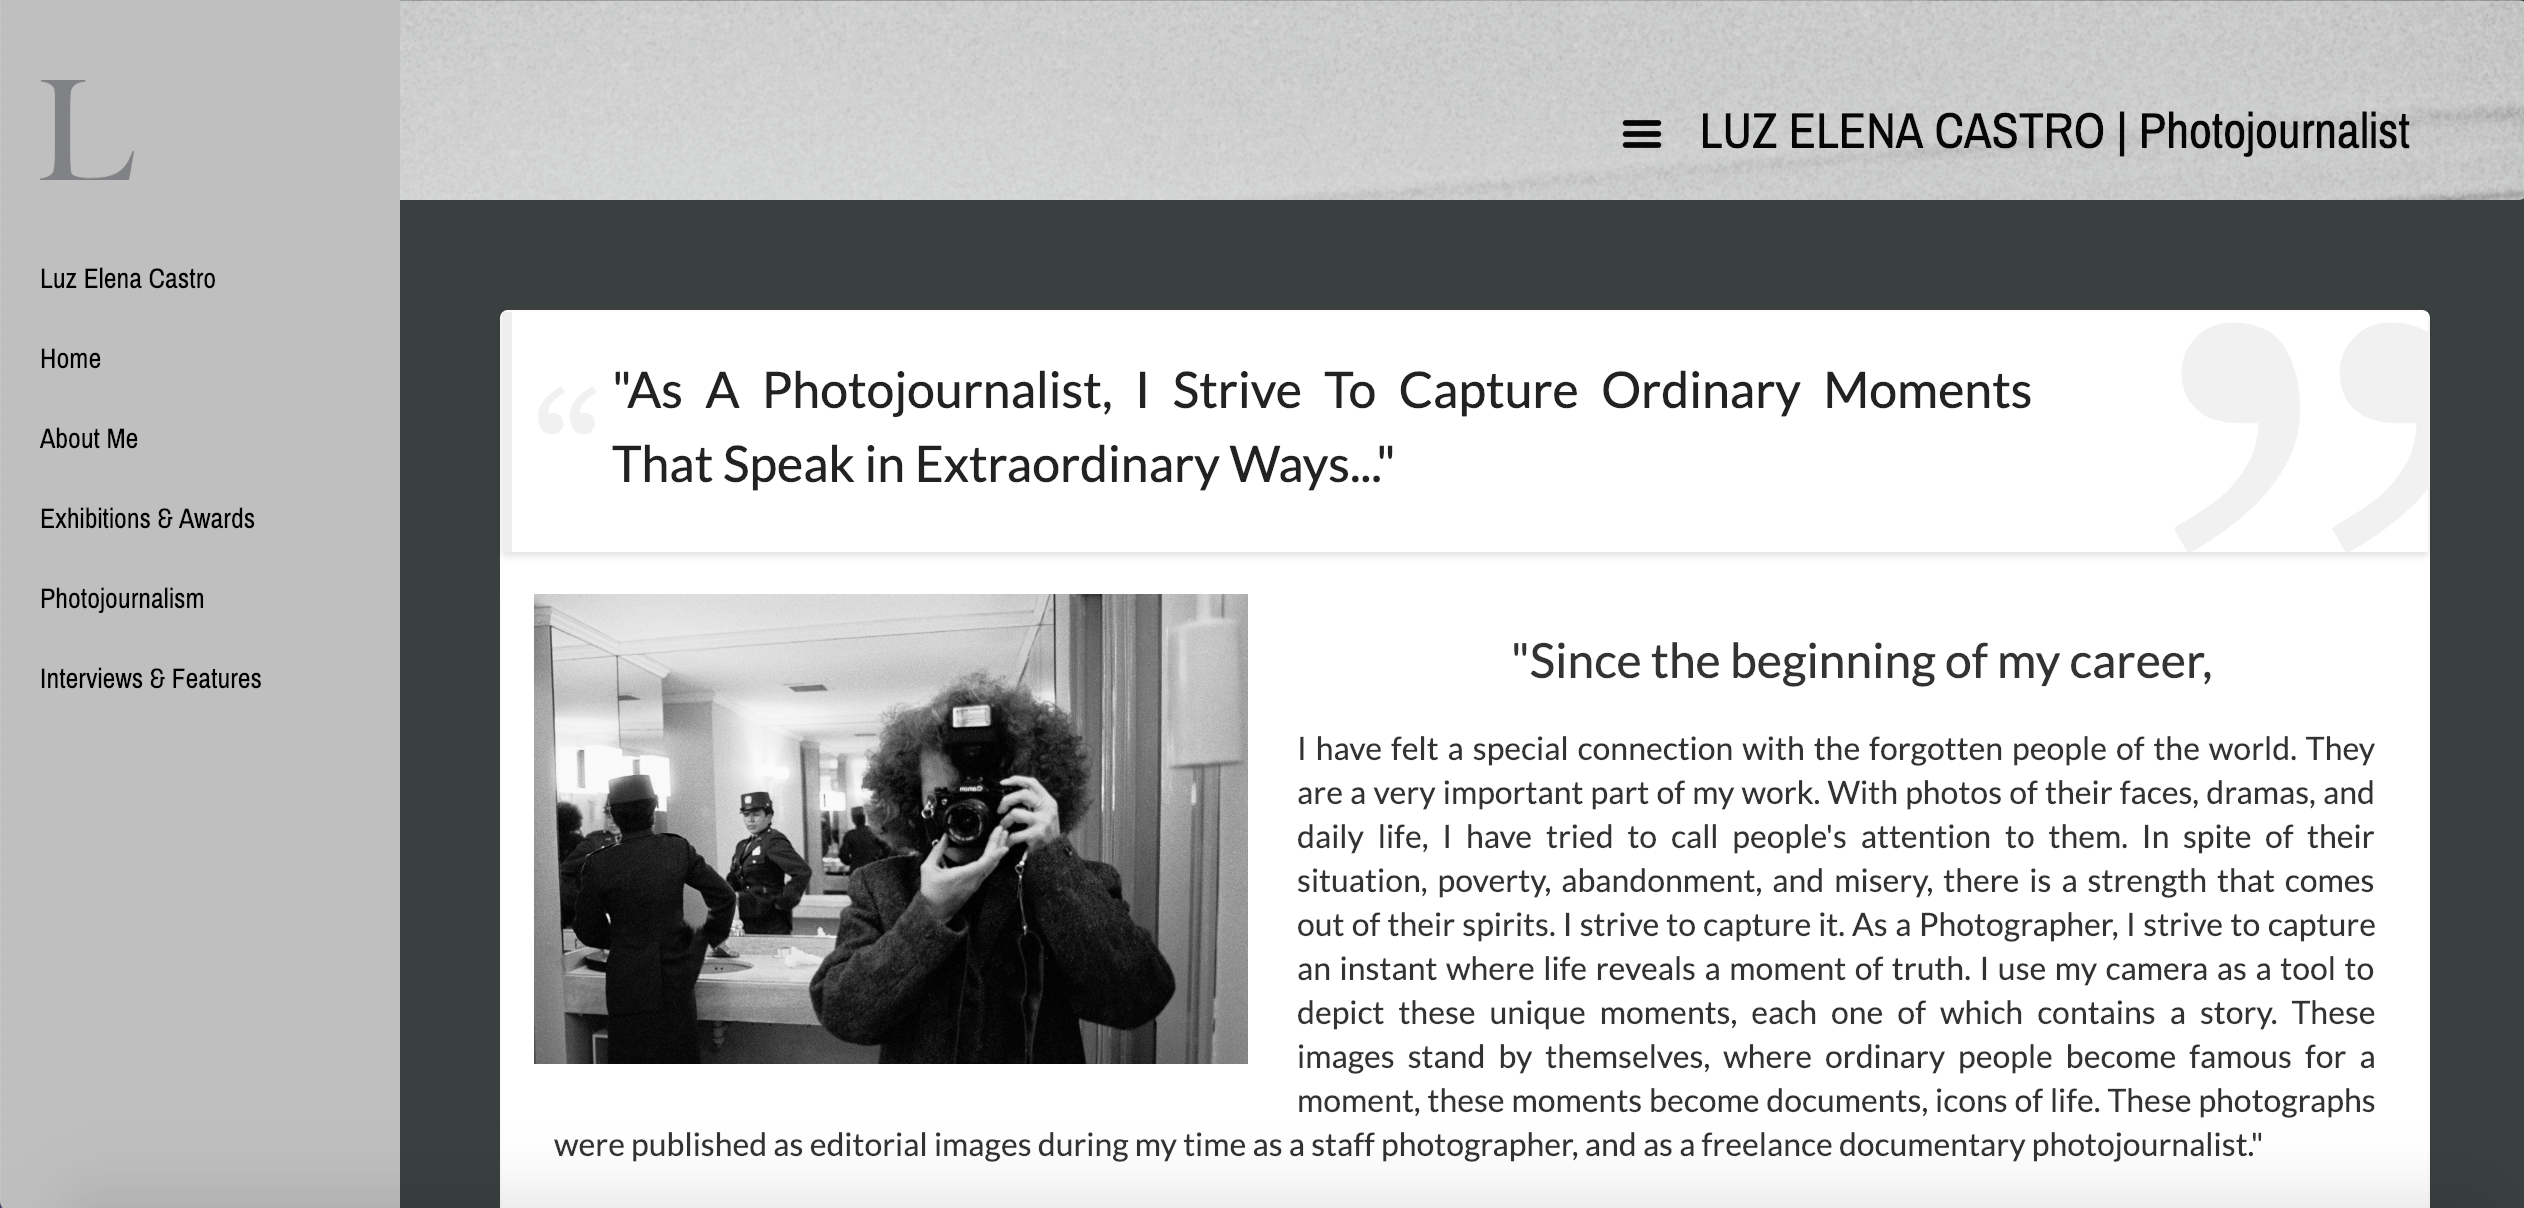 L
Luz Elena Castro
Home
About Me
Exhibitions & Awards
Photojournalism
Interviews & Features
LUZ ELENA CASTRO | Photojournalist
“
"As A Photojournalist, I Strive To Capture Ordinary Moments
That Speak in Extraordinary Ways..."
”
"Since the beginning of my career,
I have felt a special connection with the forgotten people of the world. They
are a very important part of my work. With photos of their faces, dramas, and
daily life, I have tried to call people's attention to them. In spite of their
situation, poverty, abandonment, and misery, there is a strength that comes
out of their spirits. I strive to capture it. As a Photographer, I strive to capture
an instant where life reveals a moment of truth. I use my camera as a tool to
depict these unique moments, each one of which contains a story. These
images stand by themselves, where ordinary people become famous for a
moment, these moments become documents, icons of life. These photographs
were published as editorial images during my time as a staff photographer, and as a freelance documentary photojournalist."